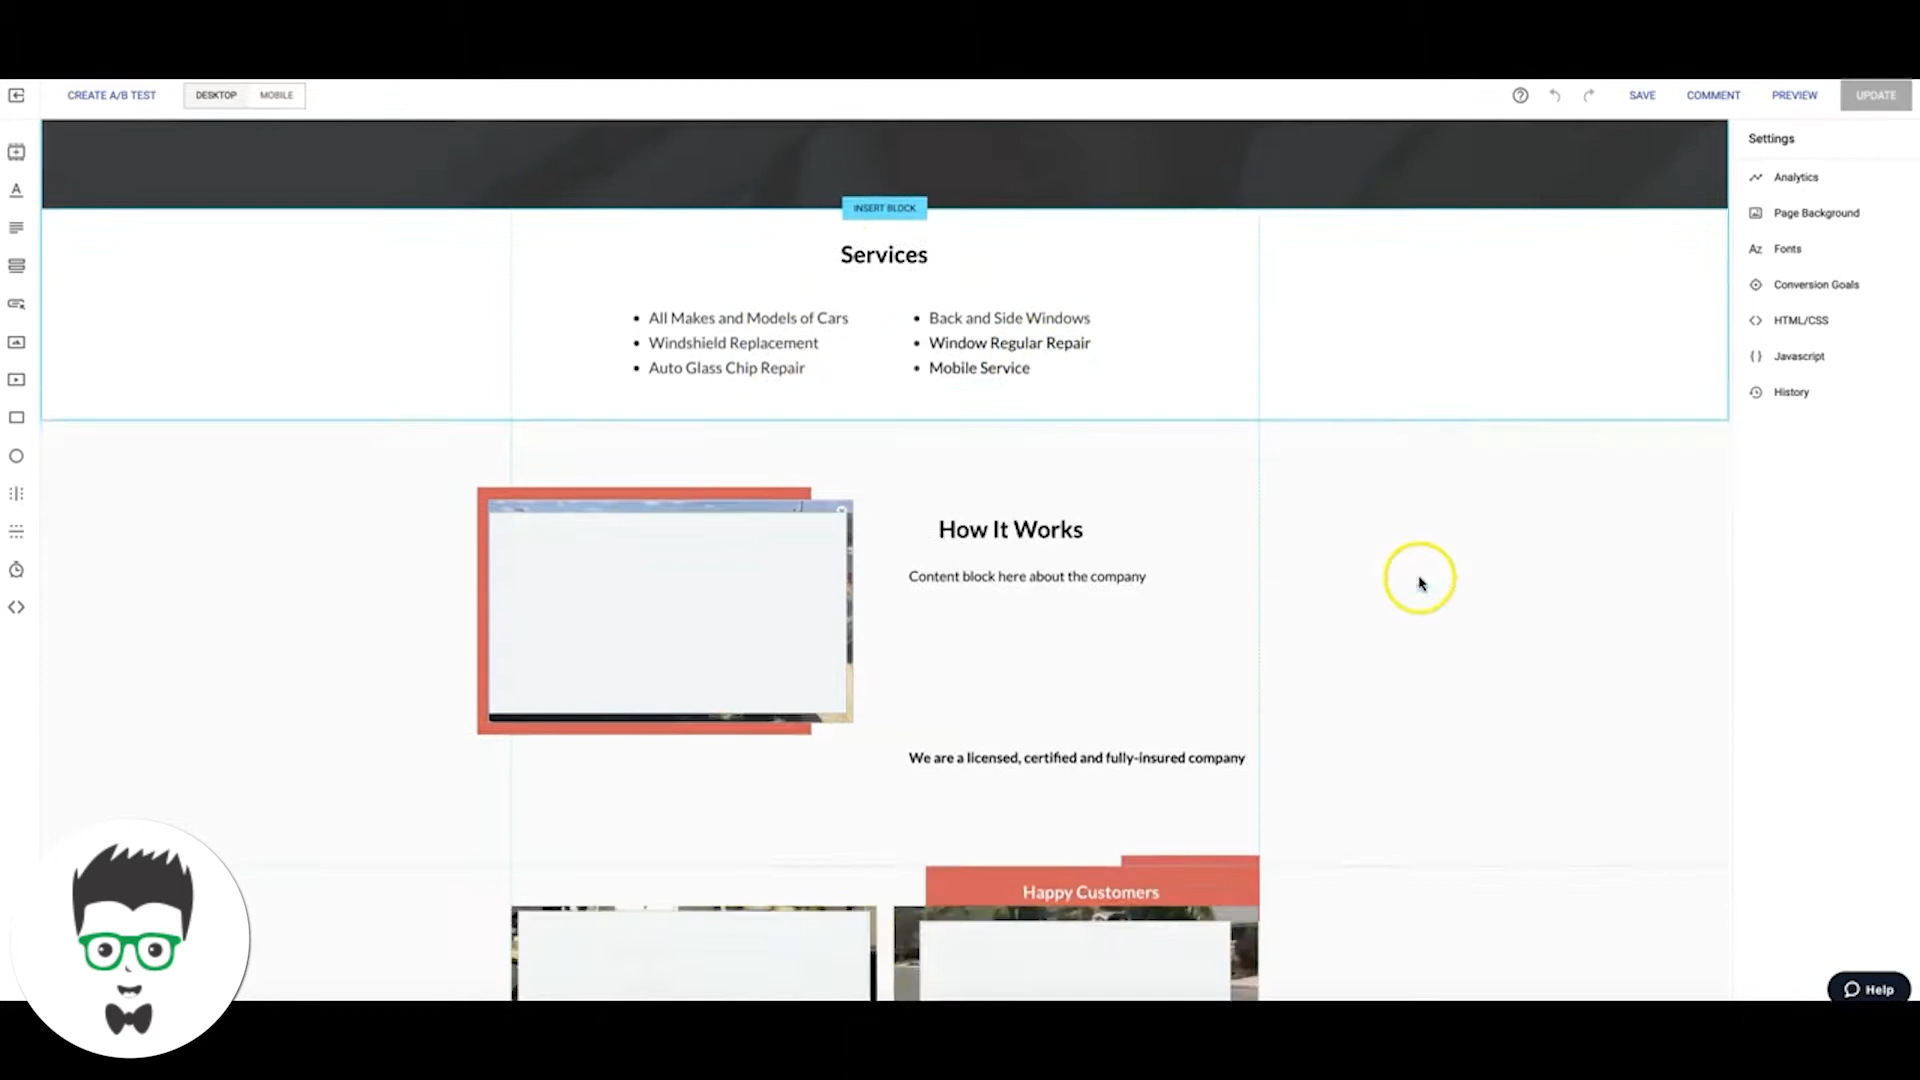 CREATE A/B TEST
DESKTOP
MOBILE
SAVE
COMMENT
PREVIEW
UPDATE
Settings
Analytics
Page Background
Fonts
Conversion Goals
HTML/CSS
Javascript
History
INSERT BLOCK
Services
• All Makes and Models of Cars
• Windshield Replacement
• Auto Glass Chip Repair
• Back and Side Windows
• Window Regular Repair
• Mobile Service
How It Works
Content block here about the company
We are a licensed, certified and fully-insured company
Happy Customers
Help